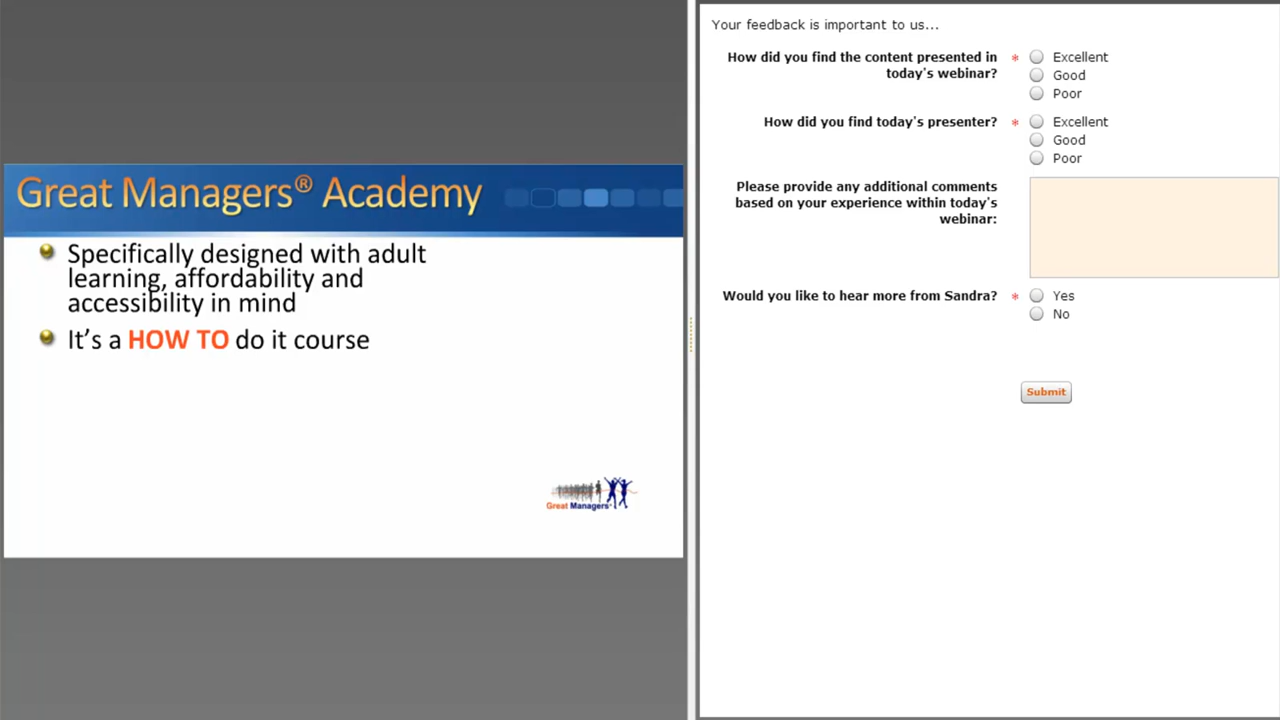 Great Managers® Academy
Specifically designed with adult
learning, affordability and
accessibility in mind
It's a HOW TO do it course
Great Managers®
Your feedback is important to us...
How did you find the content presented in
today's webinar?
*
Excellent
Good
Poor
How did you find today's presenter?
*
Excellent
Good
Poor
Please provide any additional comments
based on your experience within today's
webinar:
Would you like to hear more from Sandra?
*
Yes
No
Submit